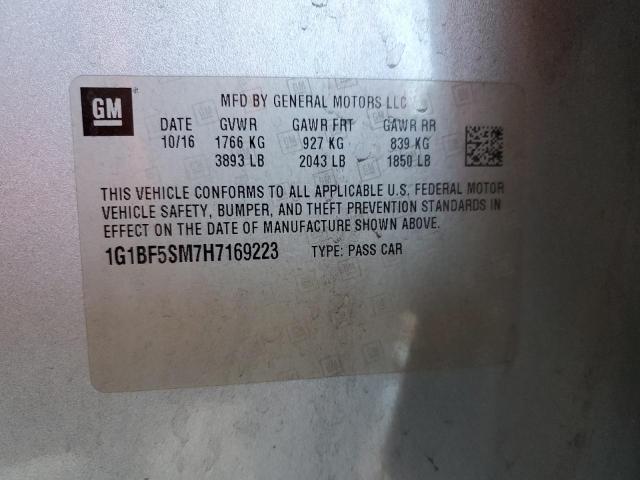 GM
MFD BY GENERAL MOTORS LLC
DATE GVWR GAWR FRT GAWR RR
10/16 1766 KG 927 KG 839 KG
3893 LB 2043 LB 1850 LB
THIS VEHICLE CONFORMS TO ALL APPLICABLE U.S. FEDERAL MOTOR
VEHICLE SAFETY, BUMPER, AND THEFT PREVENTION STANDARDS IN
EFFECT ON THE DATE OF MANUFACTURE SHOWN ABOVE.
1G1BF5SM7H7169223 TYPE: PASS CAR